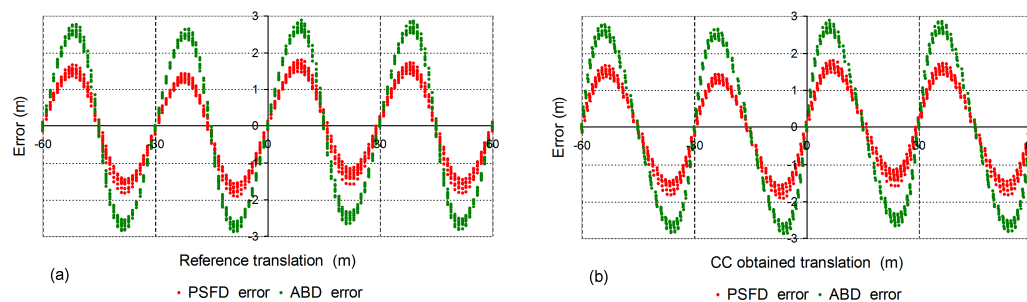 3
2
1
0
-1
-2
-3
-60
-30
0
30
60
Error (m)
(a)
Reference translation (m)
PSFD error ABD error
3
2
1
0
-1
-2
-3
-60
-30
0
30
Error (m)
(b)
CC obtained translation (m)
PSFD error ABD error